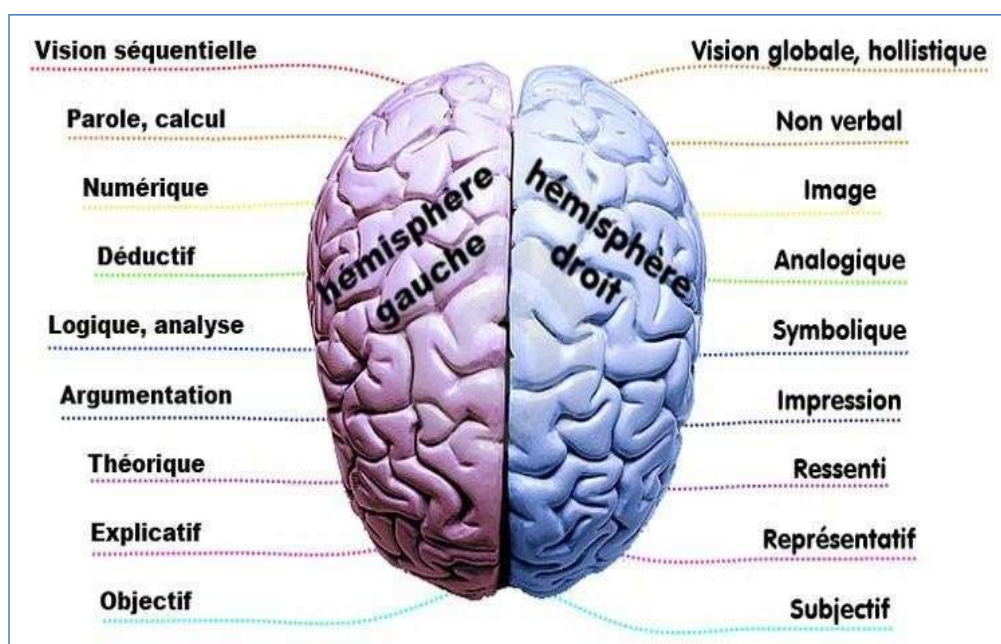 Vision séquentielle
Parole, calcul
Numérique
Déductif
Logique, analyse
Argumentation
Théorique
Explicatif
Objectif
hémisphère
gauche
hémisphère
droit
Vision globale, hollistique
Non verbal
Image
Analogique
Symbolique
Impression
Ressenti
Représentatif
Subjectif